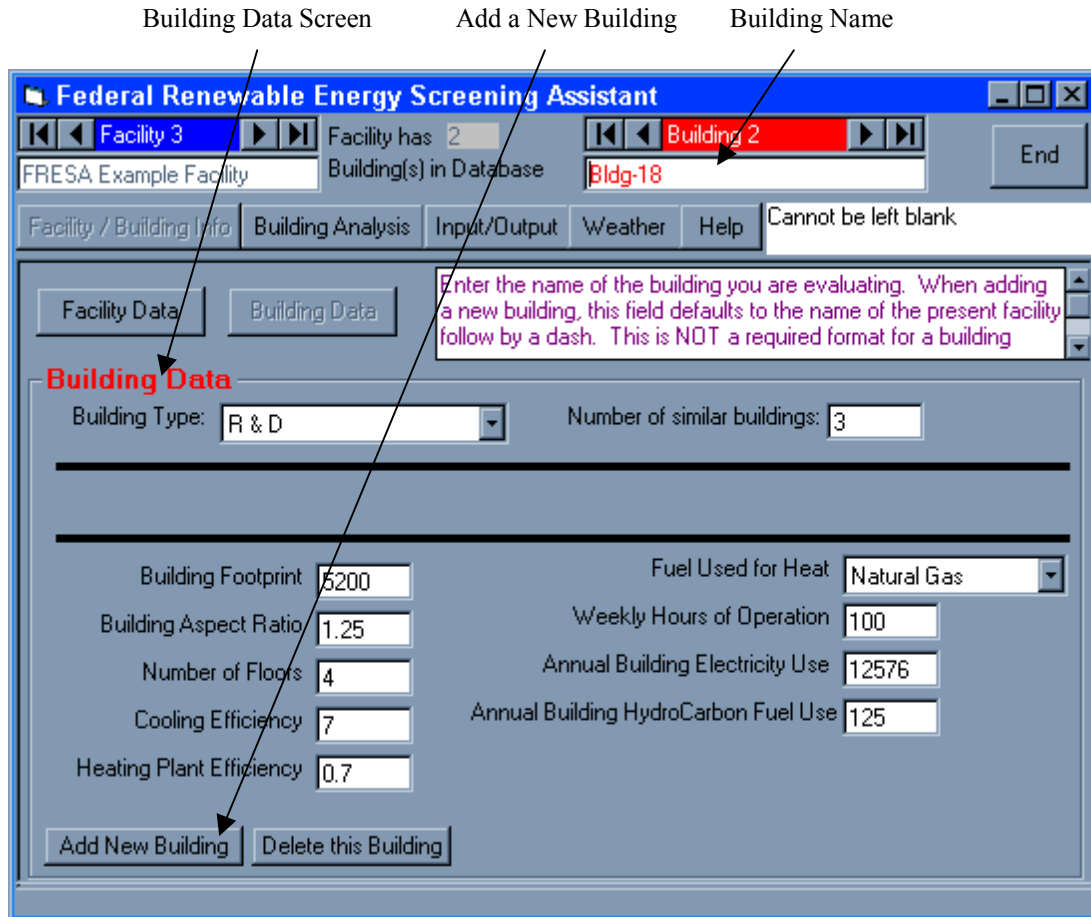 Building Data Screen Add a New Building Building Name
Federal Renewable Energy Screening Assistant
Facility 3 Facility has 2 Building 2
FRESA Example Facility Building(s) in Database Bldg-18 End
Facility / Building Info Building Analysis Input/Output Weather Help Cannot be left blank
Facility Data Building Data
Enter the name of the building you are evaluating. When adding
a new building, this field defaults to the name of the present facility
follow by a dash. This is NOT a required format for a building
Building Data
Building Type: R & D Number of similar buildings: 3
Building Footprint 5200 Fuel Used for Heat Natural Gas
Building Aspect Ratio 1.25 Weekly Hours of Operation 100
Number of Floors 4 Annual Building Electricity Use 12576
Cooling Efficiency 7 Annual Building HydroCarbon Fuel Use 125
Heating Plant Efficiency 0.7
Add New Building Delete this Building